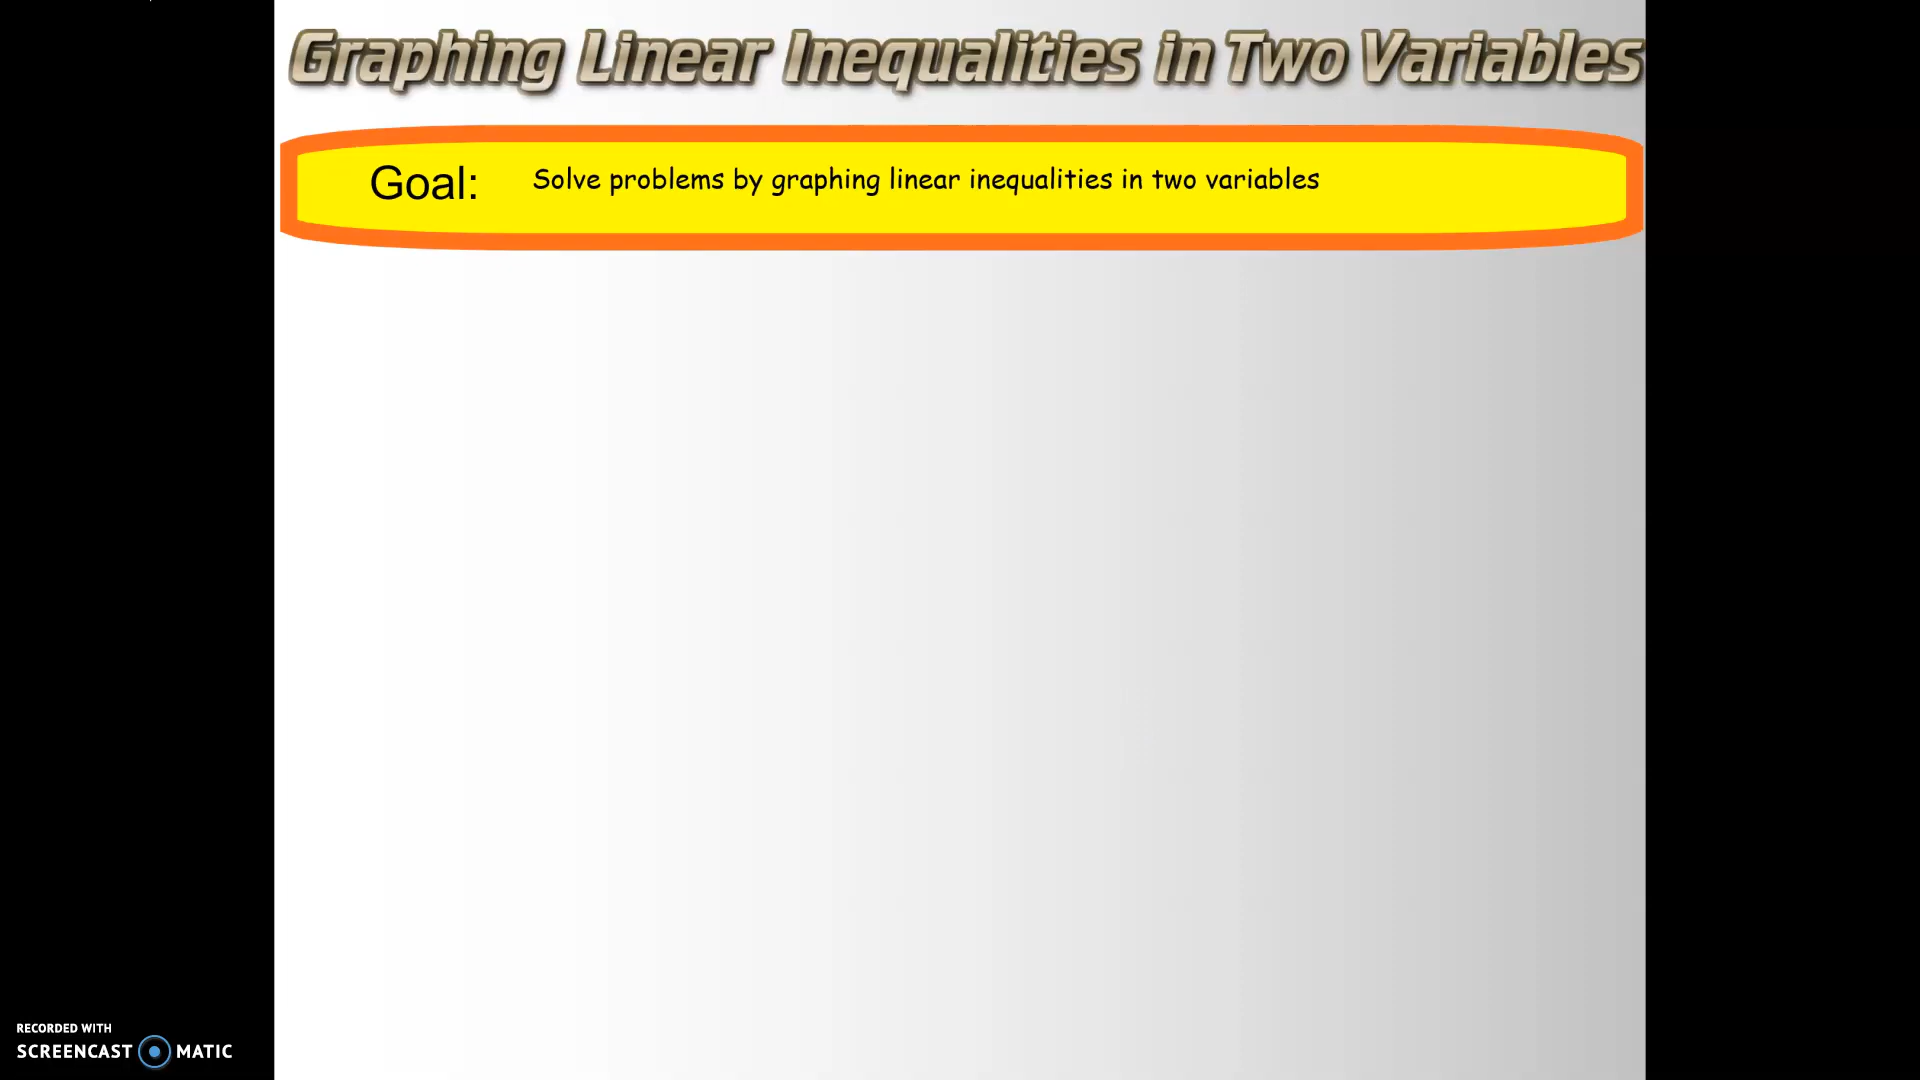 Graphing Linear Inequalities in Two Variables
Goal: Solve problems by graphing linear inequalities in two variables
RECORDED WITH
SCREENCAST MATIC